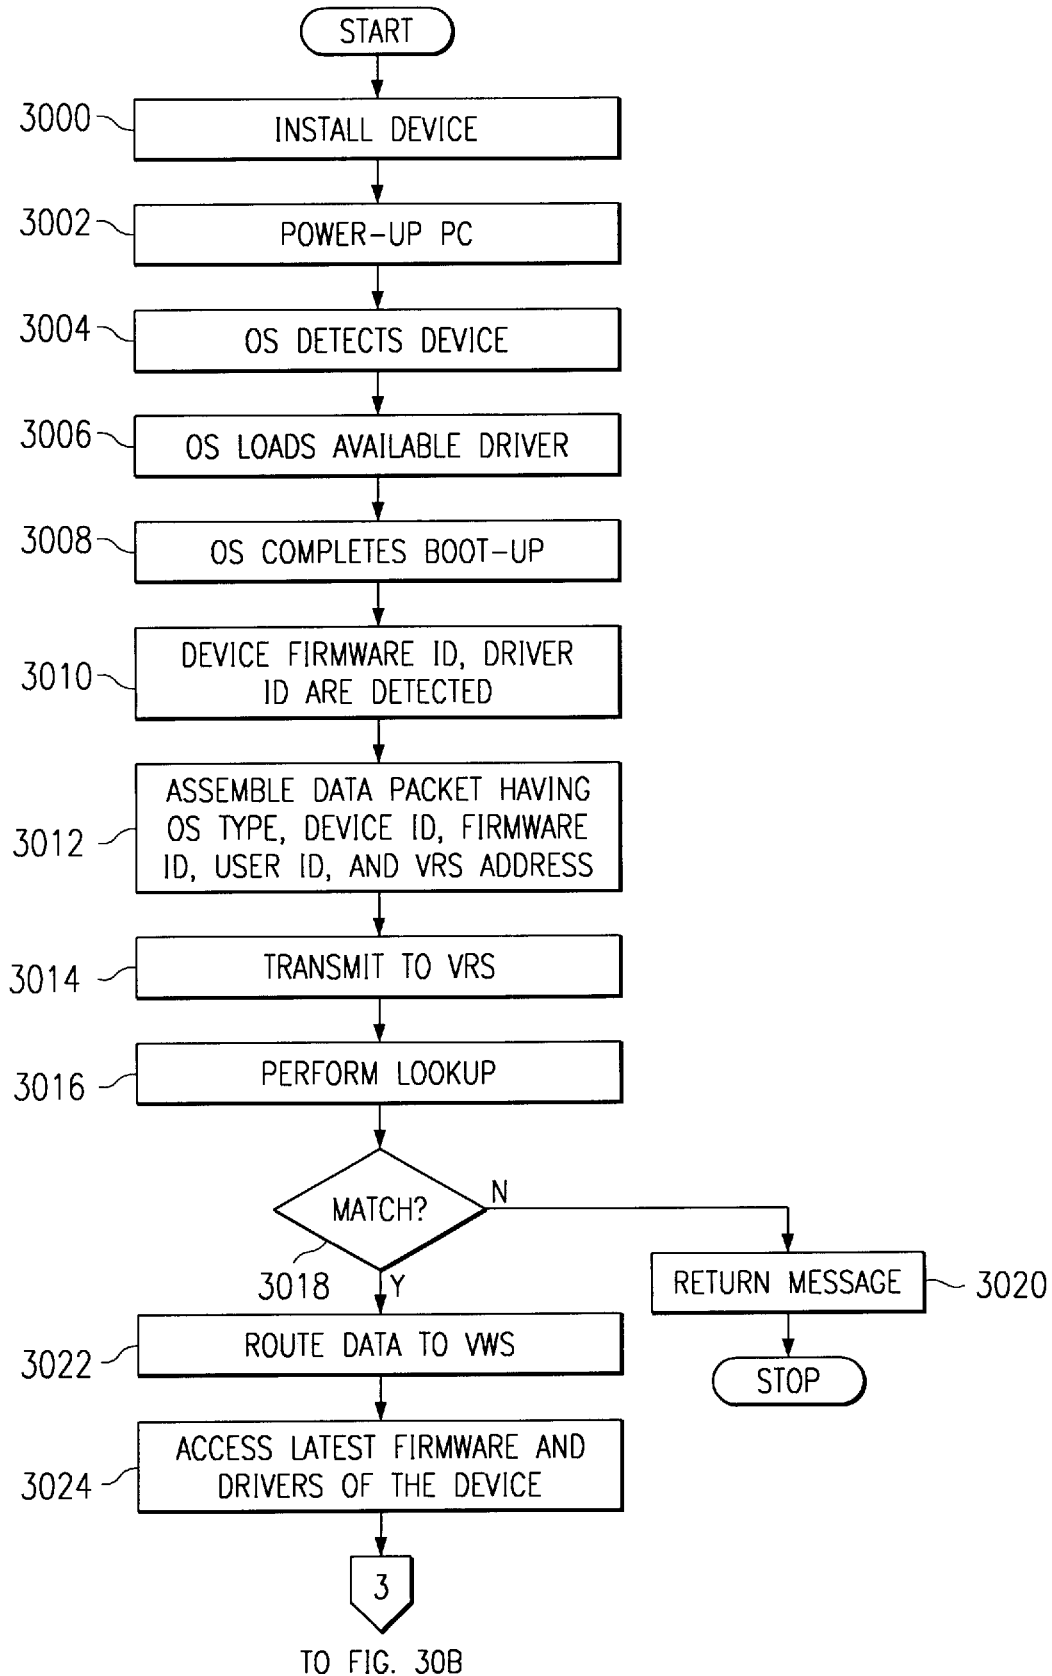 START
3000
INSTALL DEVICE
3002
POWER-UP PC
3004
OS DETECTS DEVICE
3006
OS LOADS AVAILABLE DRIVER
3008
OS COMPLETES BOOT-UP
3010
DEVICE FIRMWARE ID, DRIVER
ID ARE DETECTED
3012
ASSEMBLE DATA PACKET HAVING
OS TYPE, DEVICE ID, FIRMWARE
ID, USER ID, AND VRS ADDRESS
3014
TRANSMIT TO VRS
3016
PERFORM LOOKUP
MATCH?
N
3018
Y
RETURN MESSAGE
3020
STOP
3022
ROUTE DATA TO VWS
3024
ACCESS LATEST FIRMWARE AND
DRIVERS OF THE DEVICE
3
TO FIG. 30B